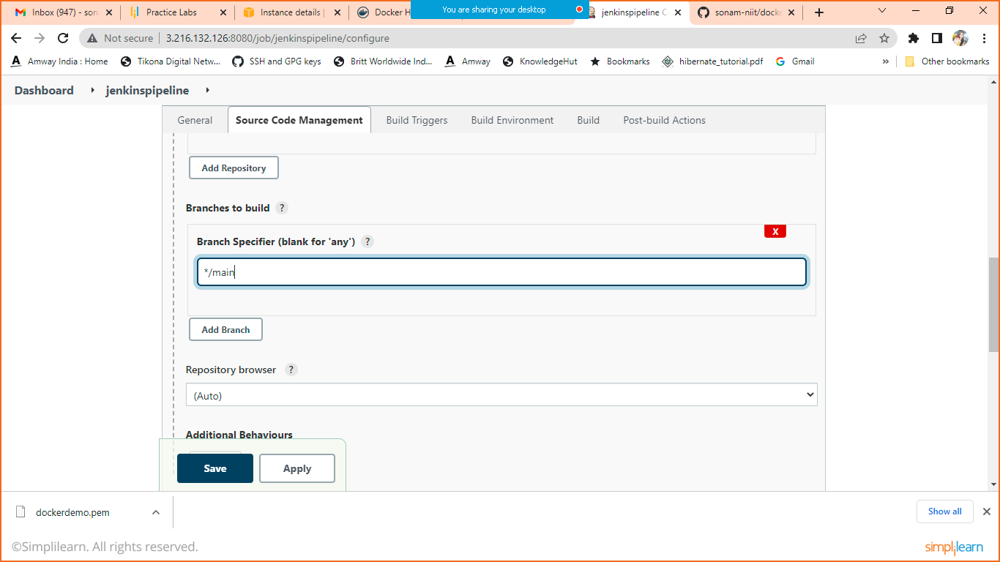 Inbox (947) - son
Practice Labs
Instance details |
Docker H
You are sharing your desktop
jenkinspipeline C
sonam-niit/docke
Not secure
3.216.132.126:8080/job/jenkinspipeline/configure
Amway India : Home
Tikona Digital Netw...
SSH and GPG keys
Britt Worldwide Ind...
Amway
KnowledgeHut
Bookmarks
hibernate_tutorial.pdf
Gmail
»
Other bookmarks
Dashboard
jenkinspipeline
General
Source Code Management
Build Triggers
Build Environment
Build
Post-build Actions
Add Repository
Branches to build ?
X
Branch Specifier (blank for 'any') ?
*/main
Add Branch
Repository browser ?
(Auto)
Additional Behaviours
Save
Apply
dockerdemo.pem
Show all
©Simplilearn. All rights reserved.
simplilearn